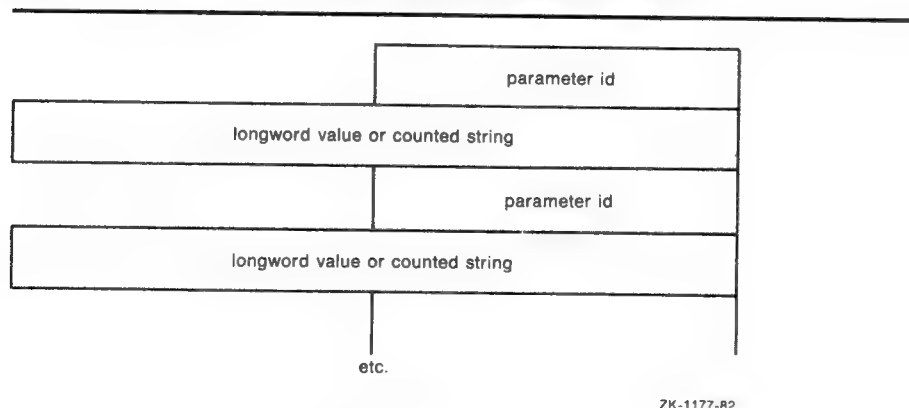 parameter id
longword value or counted string
parameter id
longword value or counted string
etc.
ZK-1177-82